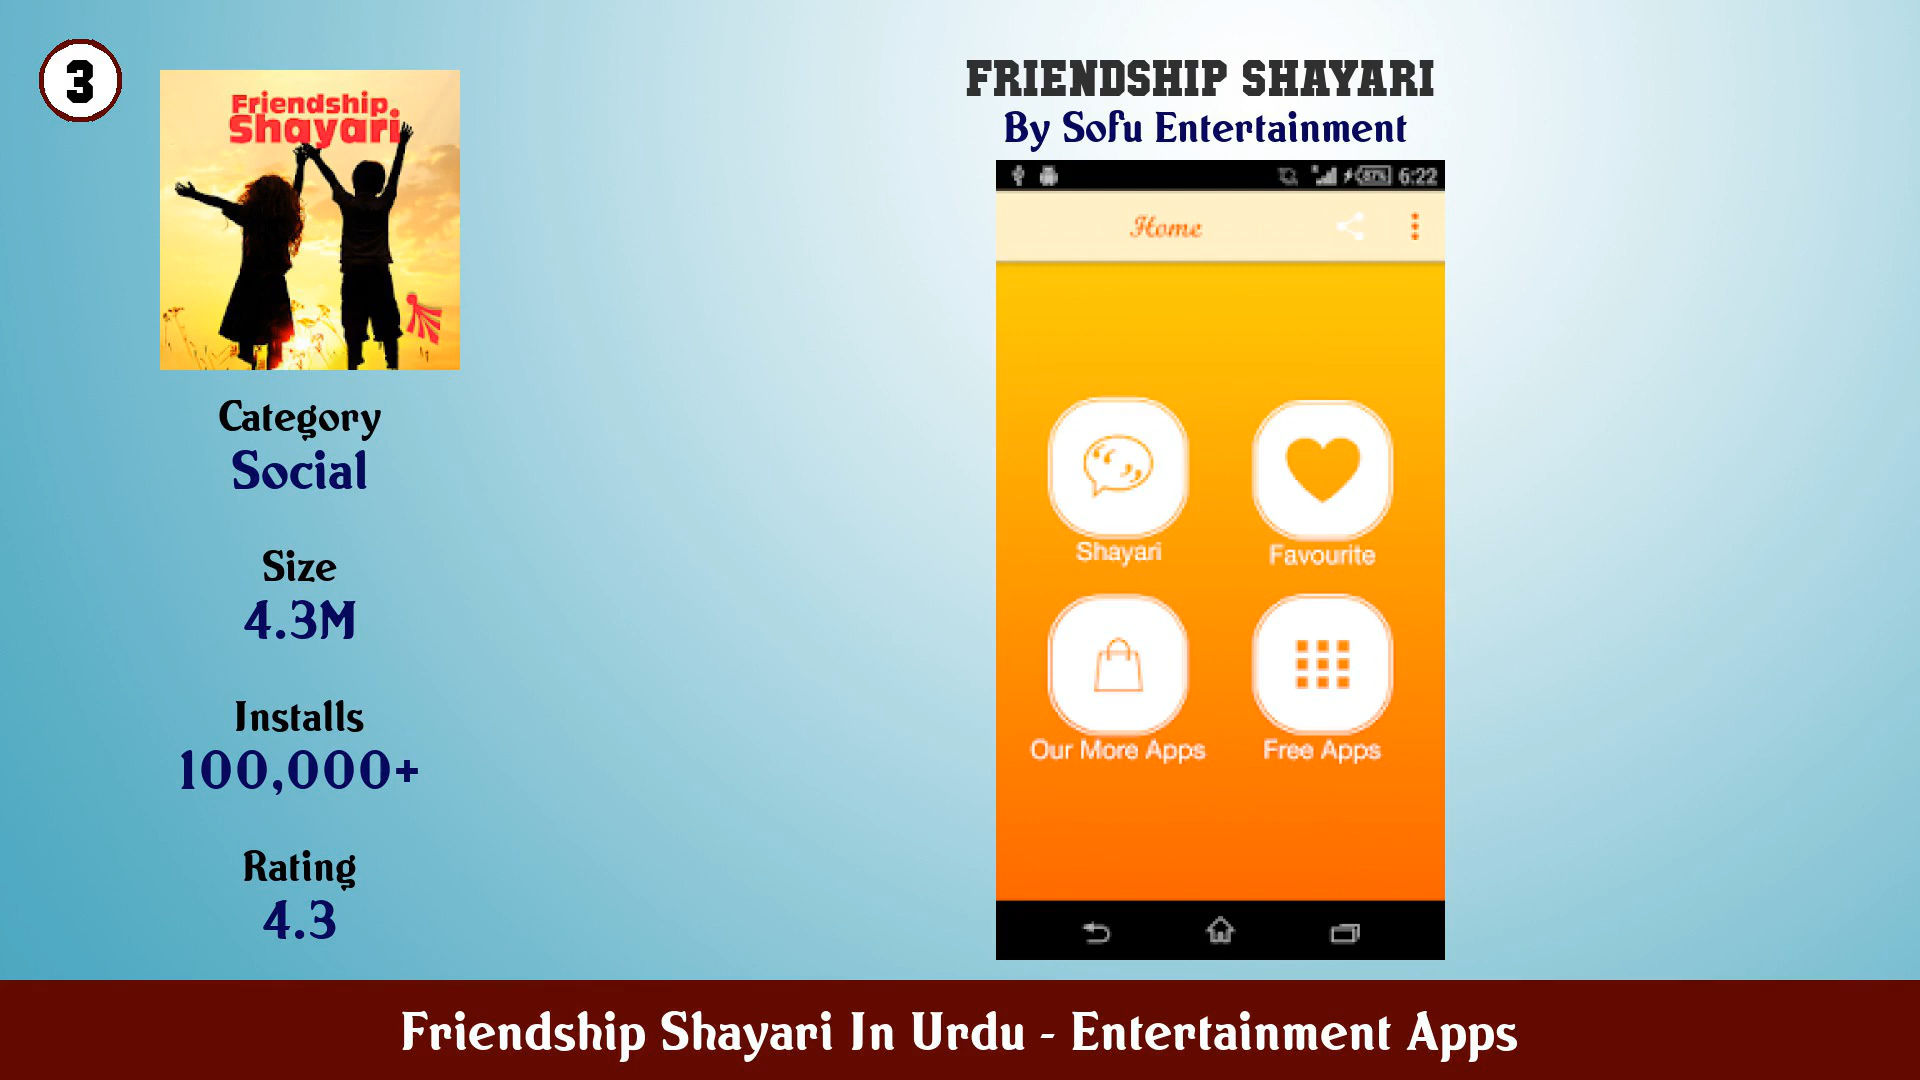 3
Friendship
Shayari
Category
Social
Size
4.3M
Installs
100,000+
Rating
4.3
FRIENDSHIP SHAYARI
By Sofu Entertainment
87% 6:22
Home
Shayari
Favourite
Our More Apps
Free Apps
Friendship Shayari In Urdu - Entertainment Apps